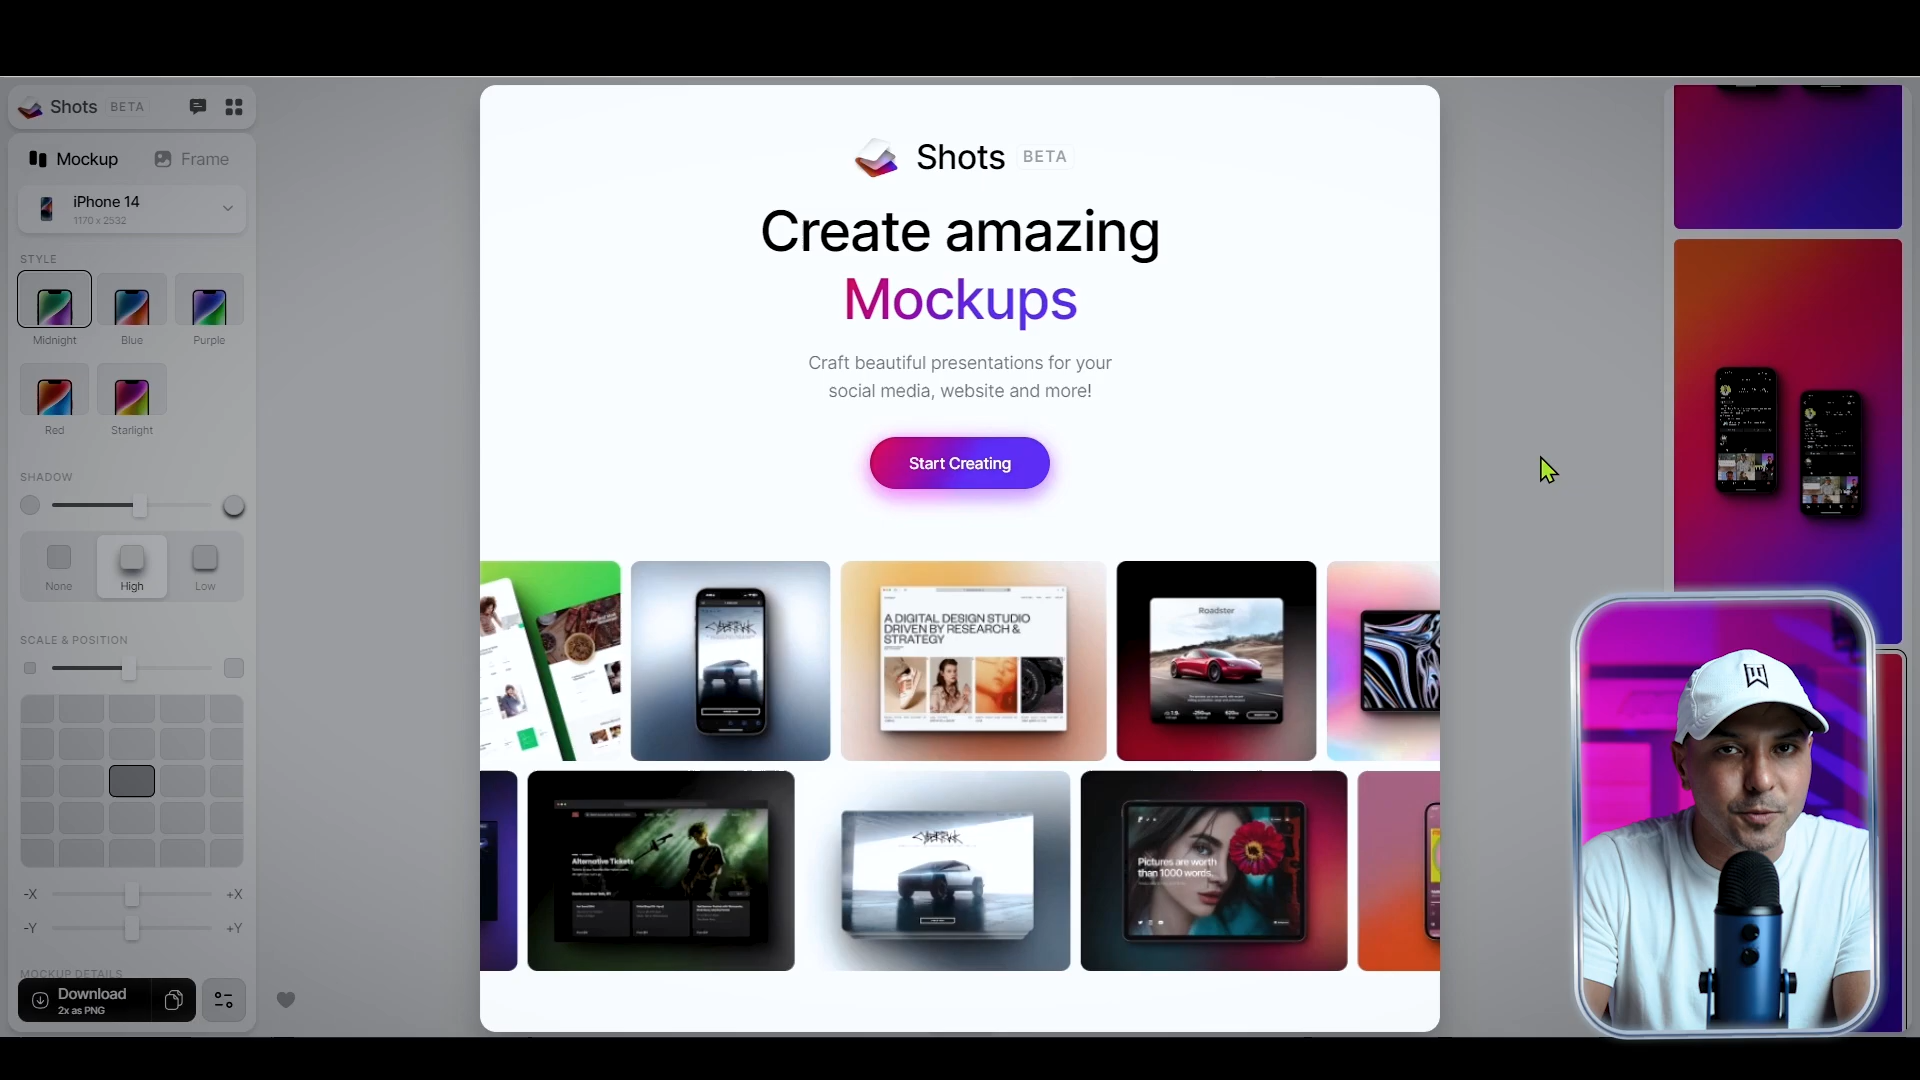 Shots BETA
Mockup Frame
iPhone 14
1170 x 2532
STYLE
Midnight Blue Purple
Red Starlight
SHADOW
None High Low
SCALE & POSITION
-X +X
-Y +Y
MOCKUP DETAILS
Download
2x as PNG
Shots BETA
Create amazing
Mockups
Craft beautiful presentations for your
social media, website and more!
Start Creating
A DIGITAL DESIGN STUDIO
DRIVEN BY RESEARCH &
STRATEGY
Roadster
Alternative Tickets
Pictures are worth
than 1000 words.